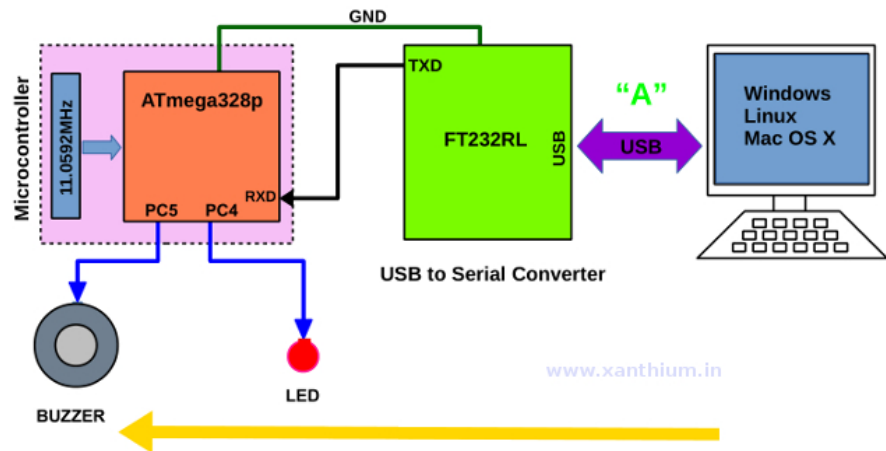 GND
Microcontroller
11.0592MHz
ATmega328p
RXD
PC5 PC4
TXD
FT232RL
USB
“A”
USB
Windows
Linux
Mac OS X
USB to Serial Converter
BUZZER
LED
www.xanthium.in